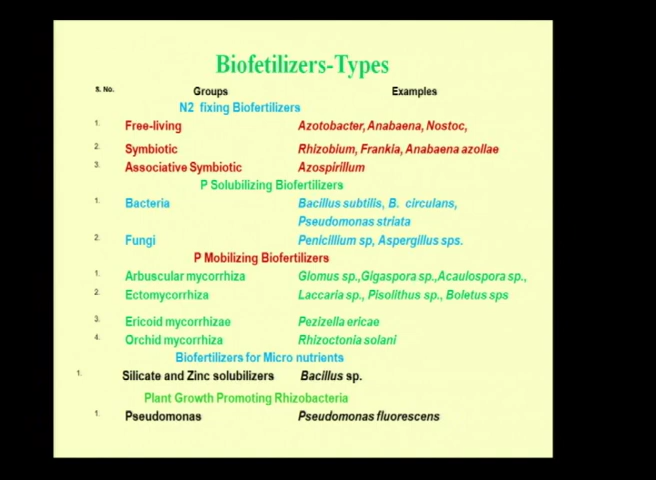 Biofetilizers-Types
S. No. Groups Examples
N2 fixing Biofertilizers
1. Free-living Azotobacter, Anabaena, Nostoc,
2. Symbiotic Rhizobium, Frankia, Anabaena azollae
3. Associative Symbiotic Azospirillum
P Solubilizing Biofertilizers
1. Bacteria Bacillus subtilis, B. circulans,
Pseudomonas striata
2. Fungi Penicillium sp, Aspergillus sps.
P Mobilizing Biofertilizers
1. Arbuscular mycorrhiza Glomus sp.,Gigaspora sp.,Acaulospora sp.,
2. Ectomycorrhiza Laccaria sp., Pisolithus sp., Boletus sps
3. Ericoid mycorrhizae Pezizella ericae
4. Orchid mycorrhiza Rhizoctonia solani
Biofertilizers for Micro nutrients
1. Silicate and Zinc solubilizers Bacillus sp.
Plant Growth Promoting Rhizobacteria
1. Pseudomonas Pseudomonas fluorescens